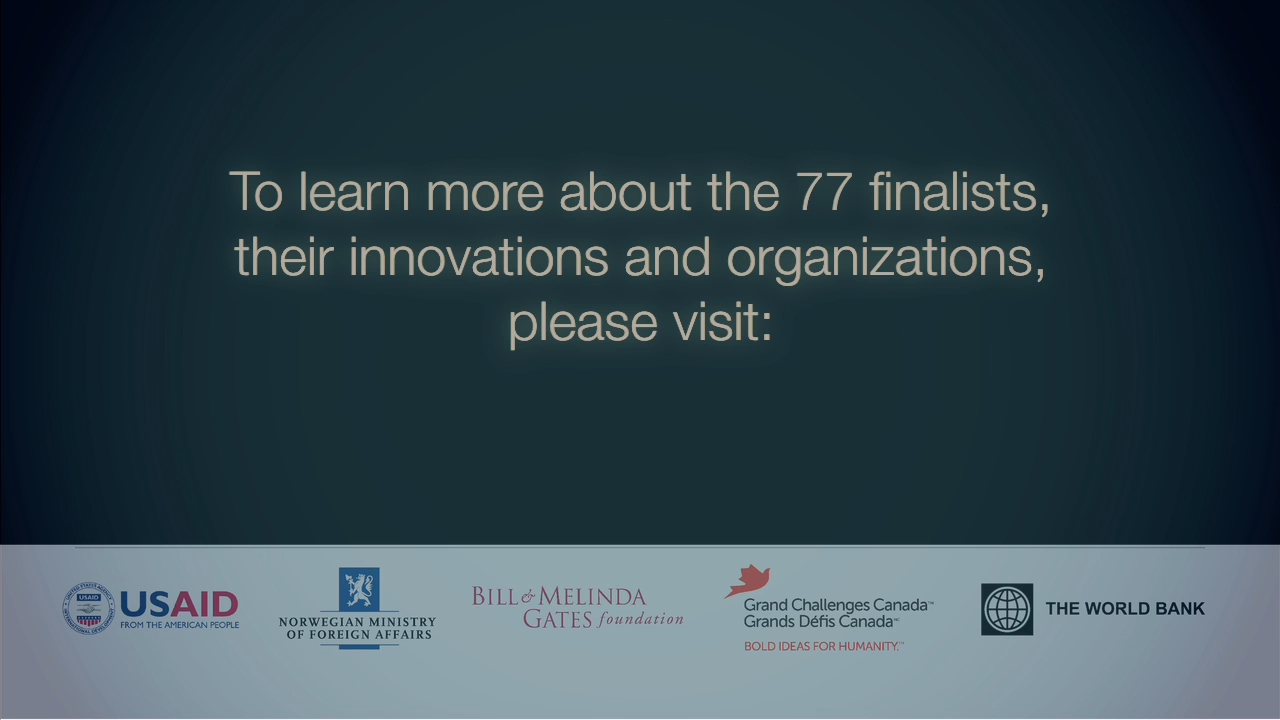 To learn more about the 77 finalists,
their innovations and organizations,
please visit:
USAID
FROM THE AMERICAN PEOPLE
NORWEGIAN MINISTRY
OF FOREIGN AFFAIRS
BILL & MELINDA
GATES foundation
Grand Challenges Canada™
Grands Défis Canada
BOLD IDEAS FOR HUMANITY.™
THE WORLD BANK